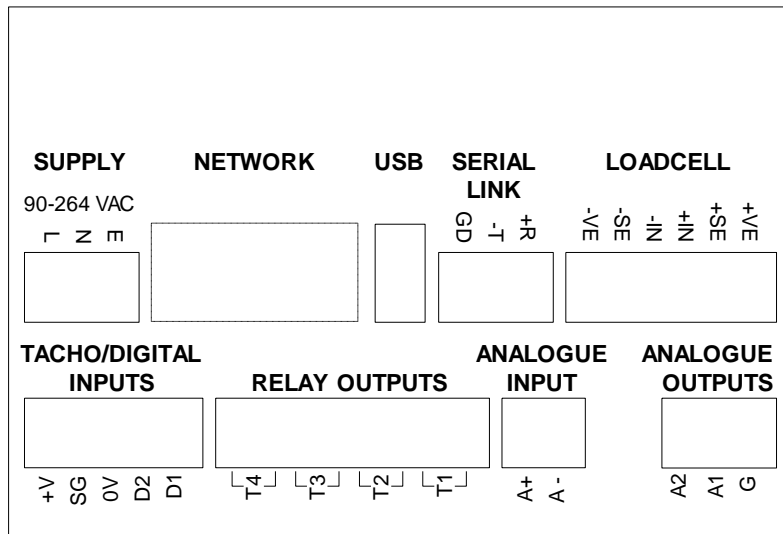 SUPPLY
90-264 VAC
L N E
NETWORK
USB
SERIAL
LINK
GD -T +R
LOADCELL
-VE -SE -IN +IN +SE +VE
TACHO/DIGITAL
INPUTS
+V SG 0V D2 D1
RELAY OUTPUTS
T4 T3 T2 T1
ANALOGUE
INPUT
A+ A -
ANALOGUE
OUTPUTS
A2 A1 G